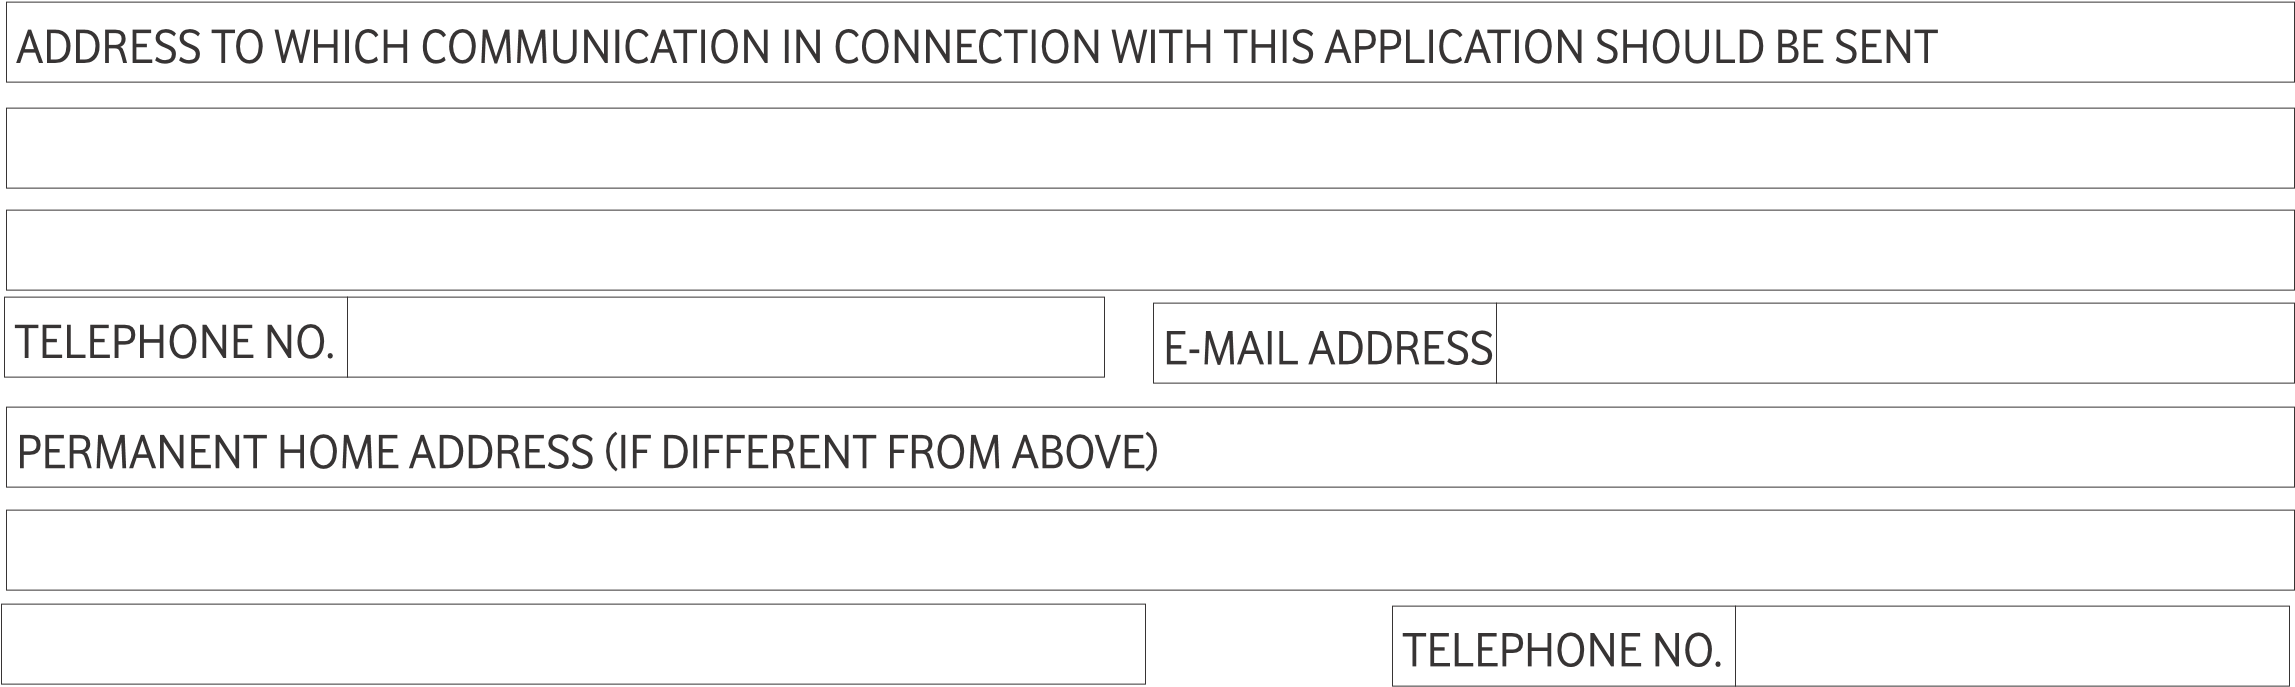 ADDRESS TO WHICH COMMUNICATION IN CONNECTION WITH THIS APPLICATION SHOULD BE SENT
TELEPHONE NO.
E-MAIL ADDRESS
PERMANENT HOME ADDRESS (IF DIFFERENT FROM ABOVE)
TELEPHONE NO.